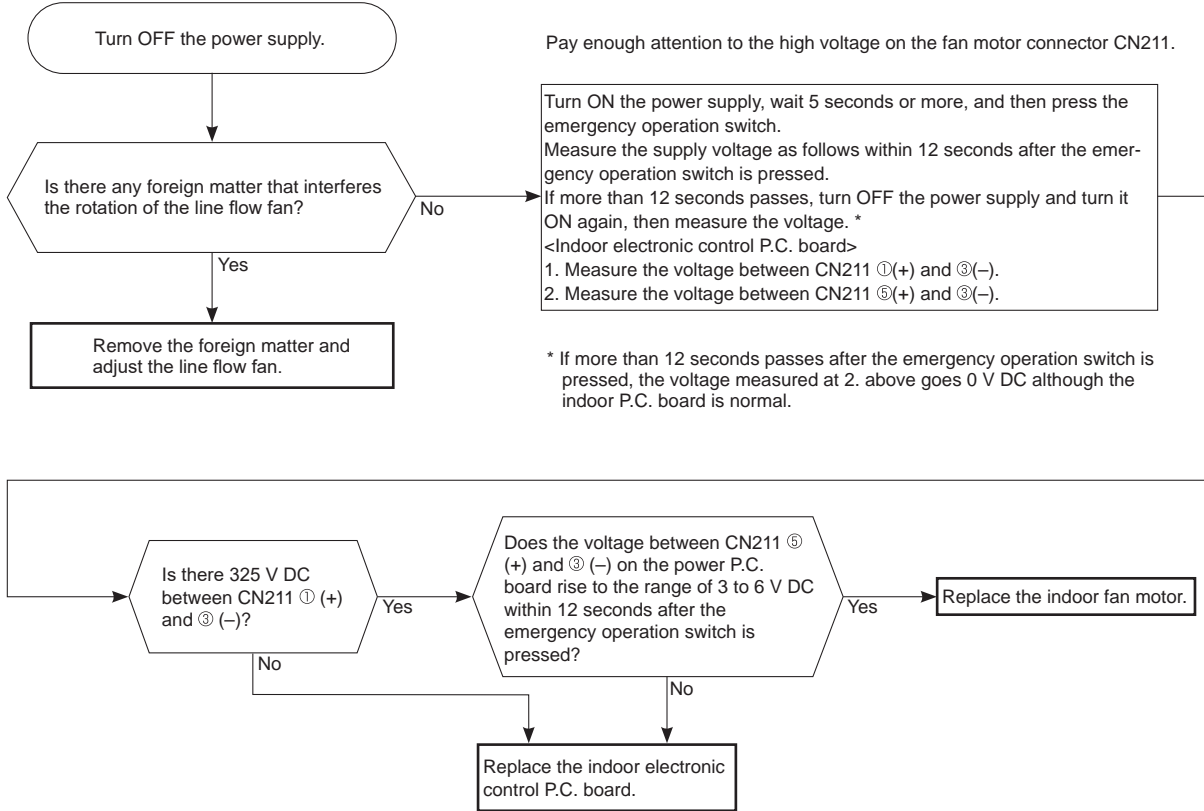 Turn OFF the power supply.
Pay enough attention to the high voltage on the fan motor connector CN211.
Is there any foreign matter that interferes
the rotation of the line flow fan?
No
Yes
Remove the foreign matter and
adjust the line flow fan.
Turn ON the power supply, wait 5 seconds or more, and then press the
emergency operation switch.
Measure the supply voltage as follows within 12 seconds after the emer-
gency operation switch is pressed.
If more than 12 seconds passes, turn OFF the power supply and turn it
ON again, then measure the voltage. *
<Indoor electronic control P.C. board>
1. Measure the voltage between CN211 ①(+) and ③(–).
2. Measure the voltage between CN211 ⑤(+) and ③(–).
* If more than 12 seconds passes after the emergency operation switch is
pressed, the voltage measured at 2. above goes 0 V DC although the
indoor P.C. board is normal.
Is there 325 V DC
between CN211 ① (+)
and ③ (–)?
Yes
No
Does the voltage between CN211 ⑤
(+) and ③ (–) on the power P.C.
board rise to the range of 3 to 6 V DC
within 12 seconds after the
emergency operation switch is
pressed?
Yes
No
Replace the indoor fan motor.
Replace the indoor electronic
control P.C. board.